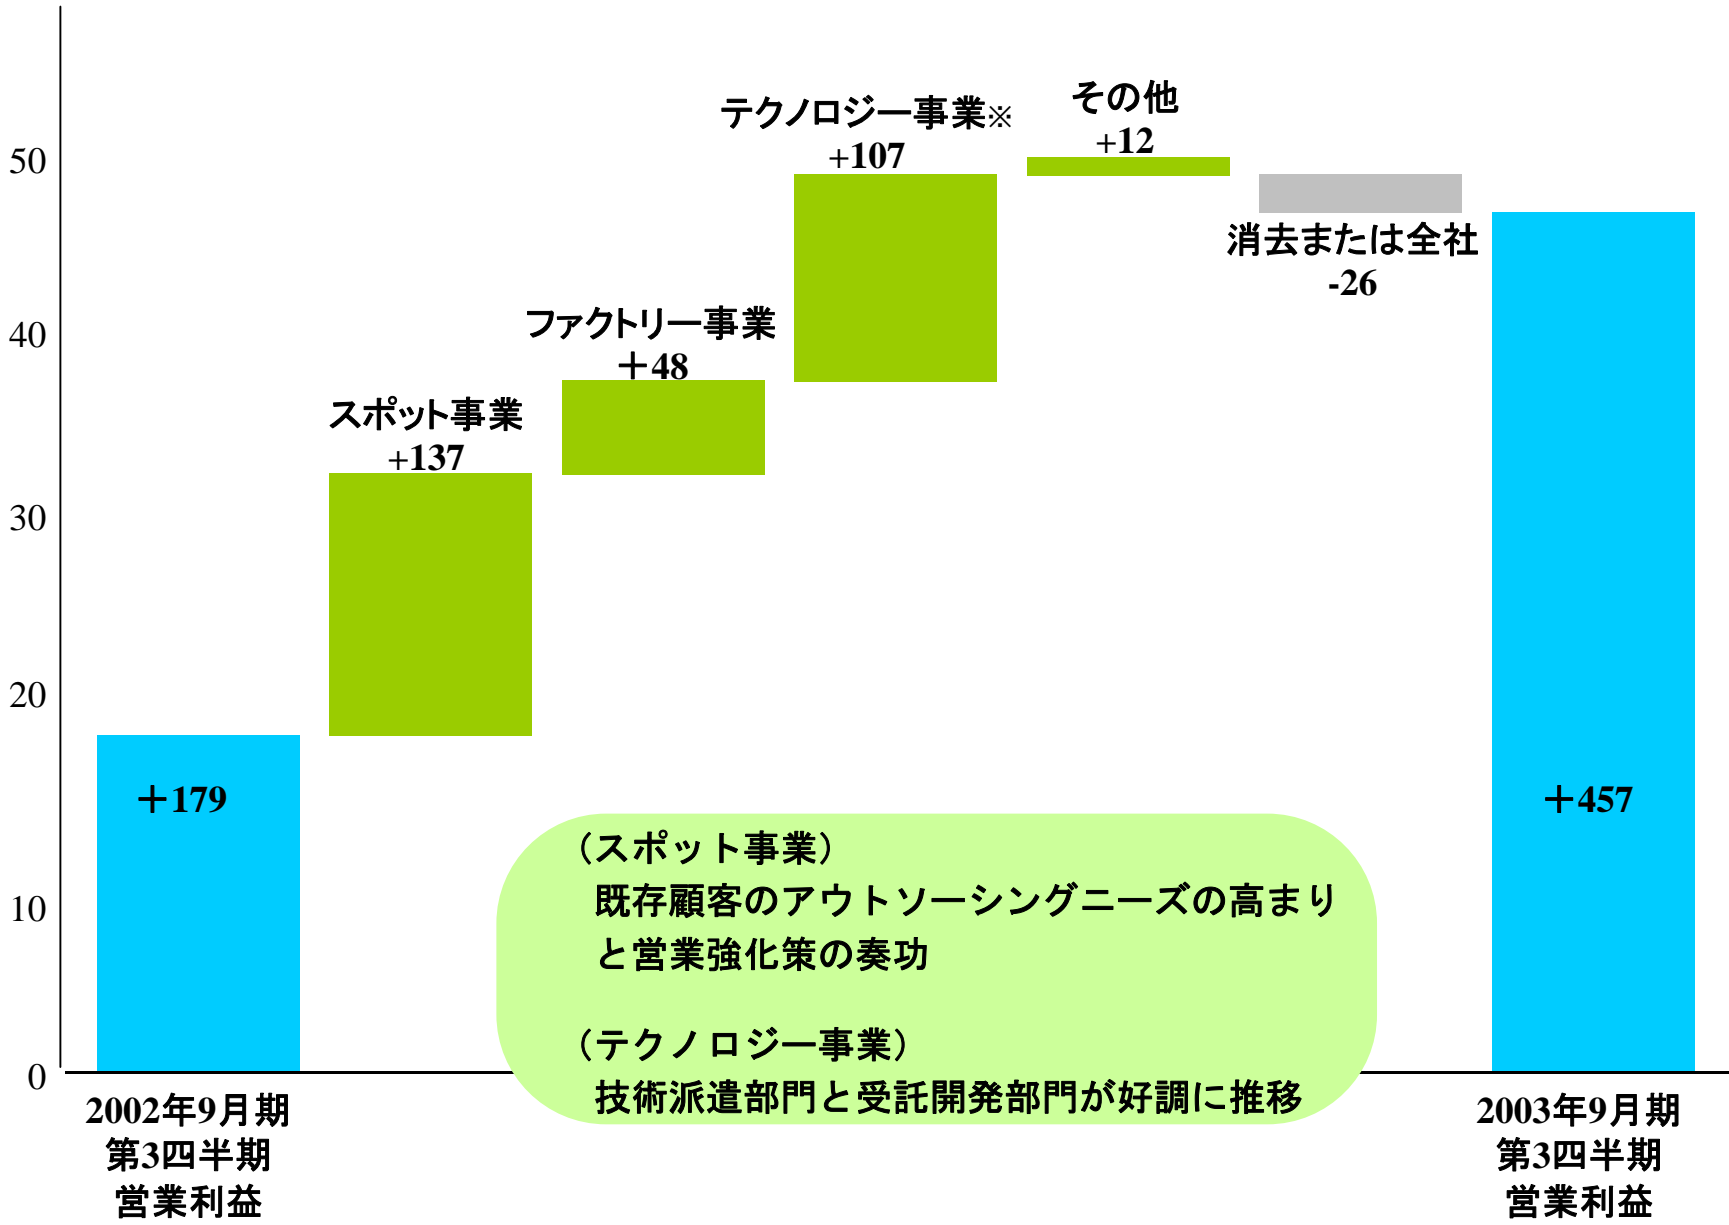 その他
+12
テクノロジー事業※
+107
50
消去または全社
-26
ファクトリー事業
＋48
40
スポット事業
+137
30
20
＋179
＋457
（スポット事業）
既存顧客のアウトソーシングニーズの高まり
と営業強化策の奏功
10
（テクノロジー事業）
技術派遣部門と受託開発部門が好調に推移
0
2002年9月期
第3四半期
営業利益
2003年9月期
第3四半期
営業利益